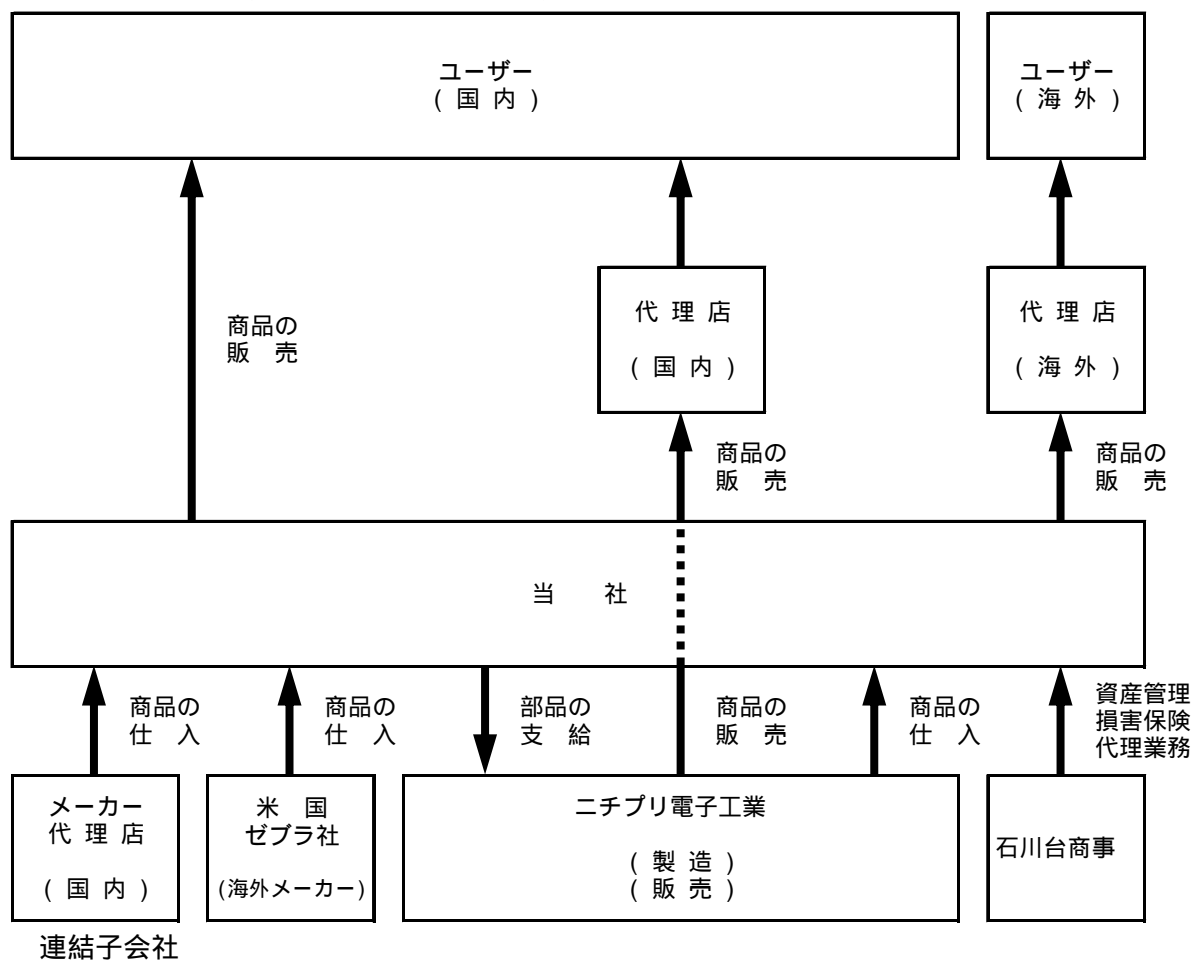 ユーザー
( 国 内 )
ユーザー
( 海 外 )
代 理 店
( 国 内 )
代 理 店
( 海 外 )
商品の
販 売
商品の
販 売
商品の
販 売
当 社
商品の
仕 入
商品の
仕 入
部品の
支 給
商品の
販 売
商品の
仕 入
資産管理
損害保険
代理業務
メーカー
代 理 店
( 国 内 )
米 国
ゼブラ社
(海外メーカー)
ニチプリ電子工業
( 製 造 )
( 販 売 )
石川台商事
連結子会社